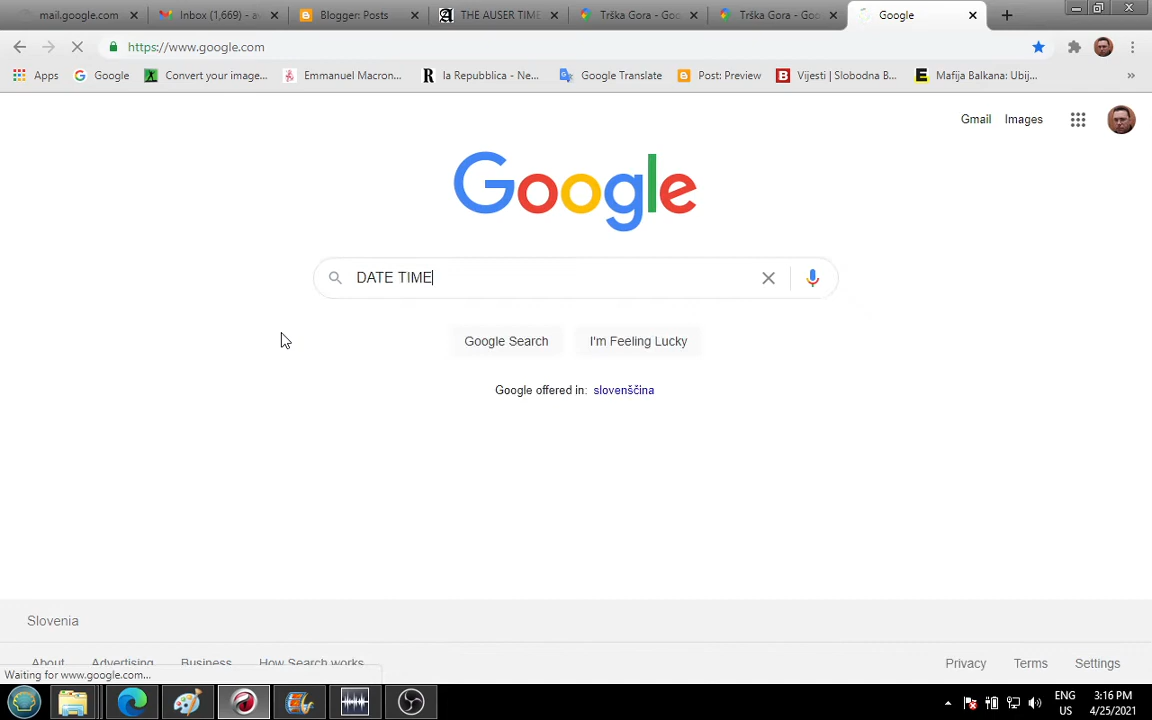 mail.google.com
Inbox (1,669) - a
Blogger: Posts
THE AUSER TIME
Trška Gora - Goo
Trška Gora - Goo
Google
https://www.google.com
Apps
Google
Convert your image...
Emmanuel Macron...
la Repubblica - Ne...
Google Translate
Post: Preview
Vijesti | Slobodna B...
Mafija Balkana: Ubij...
»
Gmail
Images
Google
DATE TIME
Google Search
I'm Feeling Lucky
Google offered in: slovenščina
Slovenia
About
Advertising
Business
How Search works
Privacy
Terms
Settings
Waiting for www.google.com...
ENG
3:16 PM
US
4/25/2021